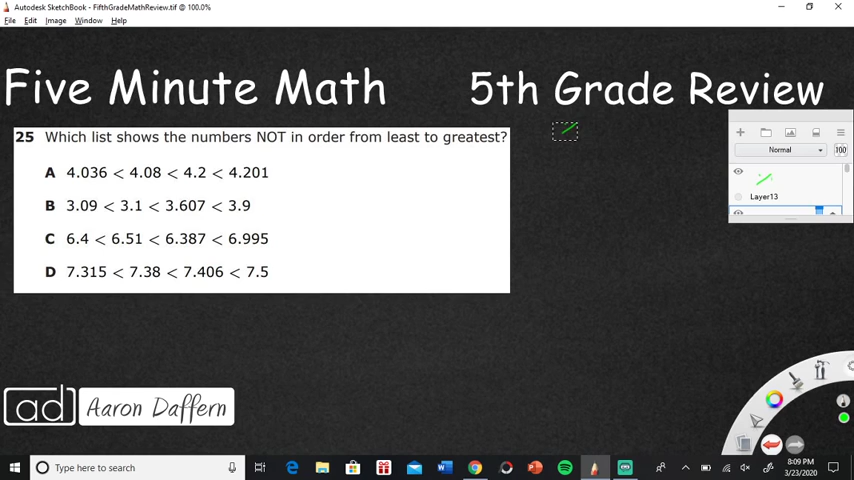 Autodesk SketchBook - FifthGradeMathReview.tif @ 100.0%
File Edit Image Window Help
Five Minute Math 5th Grade Review
25 Which list shows the numbers NOT in order from least to greatest?
A 4.036 < 4.08 < 4.2 < 4.201
B 3.09 < 3.1 < 3.607 < 3.9
C 6.4 < 6.51 < 6.387 < 6.995
D 7.315 < 7.38 < 7.406 < 7.5
Normal 100
Layer13
ad Aaron Daffern
Type here to search
8:09 PM
3/23/2020